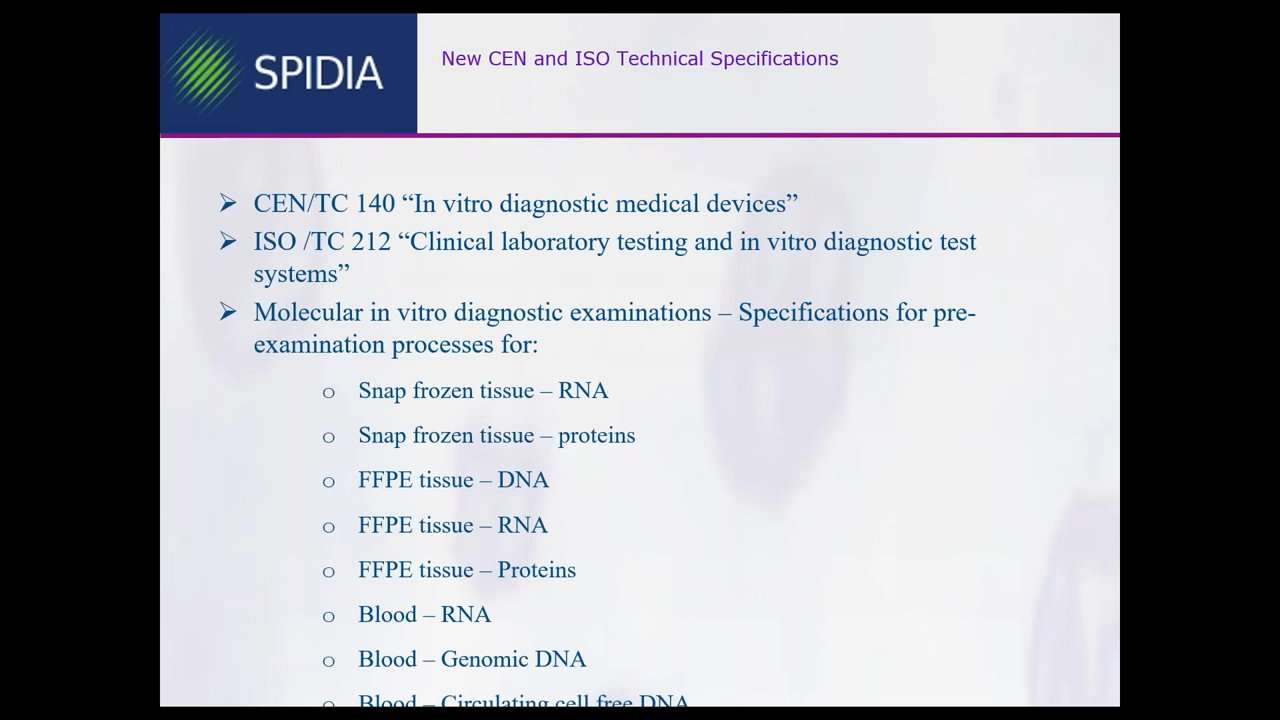 SPIDIA
New CEN and ISO Technical Specifications
➢ CEN/TC 140 “In vitro diagnostic medical devices”
➢ ISO /TC 212 “Clinical laboratory testing and in vitro diagnostic test
systems”
➢ Molecular in vitro diagnostic examinations – Specifications for pre-
examination processes for:
o Snap frozen tissue – RNA
o Snap frozen tissue – proteins
o FFPE tissue – DNA
o FFPE tissue – RNA
o FFPE tissue – Proteins
o Blood – RNA
o Blood – Genomic DNA
o Blood – Circulating cell free DNA